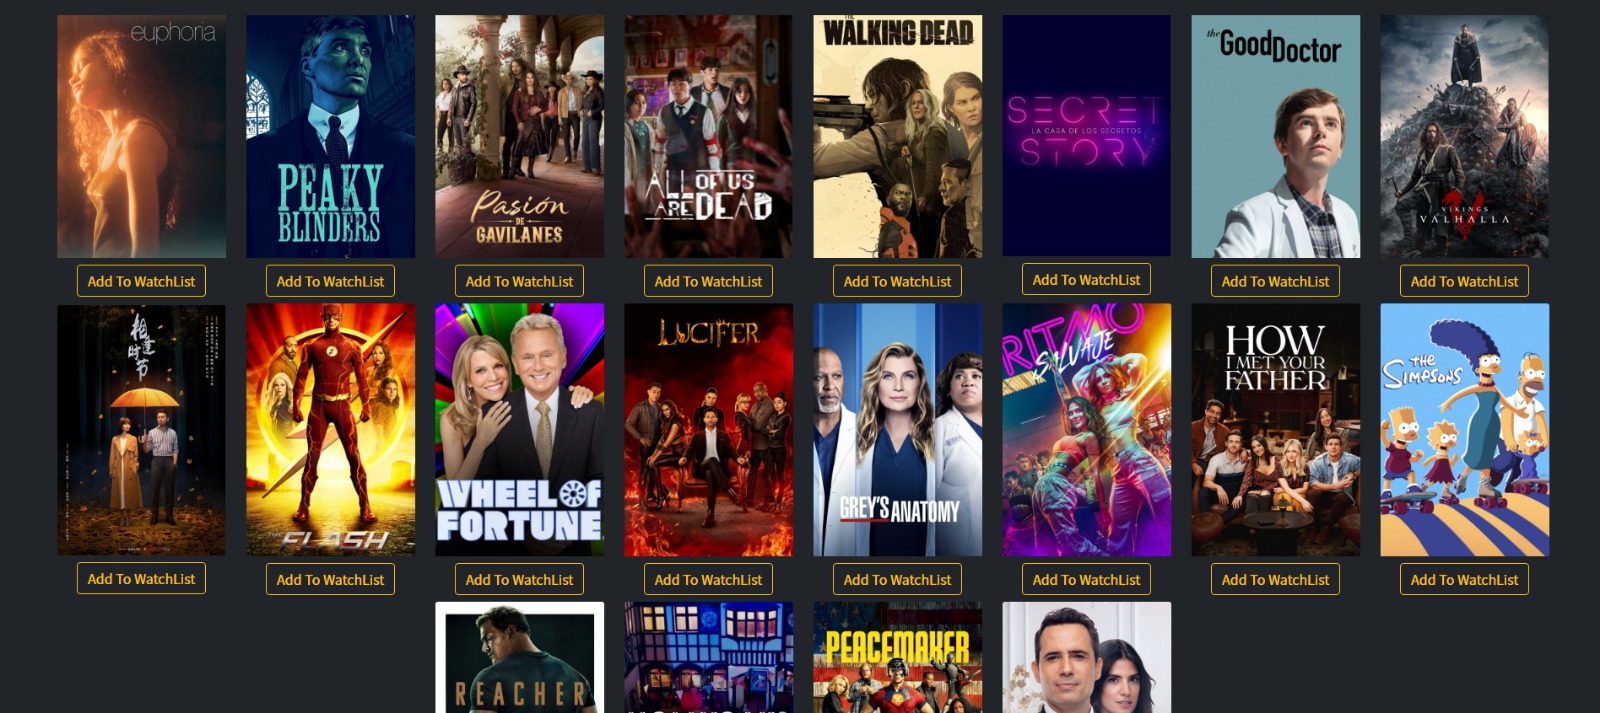 euphoria
PEAKY
BLINDERS
Pasión
DE
GAVILANES
ALL OF US
ARE DEAD
THE
WALKING DEAD
SECRET
LA CASA DE LOS SECRETOS
STORY
the GoodDoctor
VIKINGS
VALHALLA
Add To WatchList
Add To WatchList
Add To WatchList
Add To WatchList
Add To WatchList
Add To WatchList
Add To WatchList
Add To WatchList
相逢时节
THE
FLASH
WHEEL OF
FORTUNE
LUCIFER
GREY'S ANATOMY
RITMO
SALVAJE
HOW
I MET YOUR
FATHER
THE
SIMPSONS
Add To WatchList
Add To WatchList
Add To WatchList
Add To WatchList
Add To WatchList
Add To WatchList
Add To WatchList
Add To WatchList
REACHER
PEACEMAKER